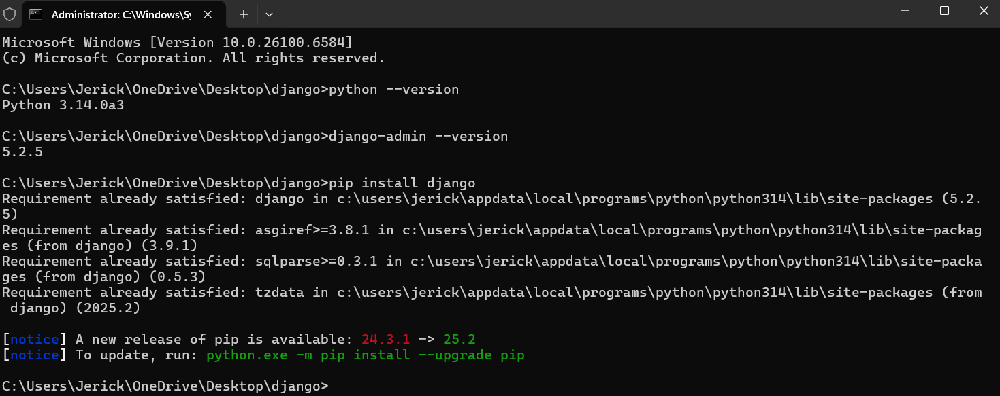 Administrator: C:\Windows\Sy
Microsoft Windows [Version 10.0.26100.6584]
(c) Microsoft Corporation. All rights reserved.
C:\Users\Jerick\OneDrive\Desktop\django>python --version
Python 3.14.0a3
C:\Users\Jerick\OneDrive\Desktop\django>django-admin --version
5.2.5
C:\Users\Jerick\OneDrive\Desktop\django>pip install django
Requirement already satisfied: django in c:\users\jerick\appdata\local\programs\python\python314\lib\site-packages (5.2.
5)
Requirement already satisfied: asgiref>=3.8.1 in c:\users\jerick\appdata\local\programs\python\python314\lib\site-packag
es (from django) (3.9.1)
Requirement already satisfied: sqlparse>=0.3.1 in c:\users\jerick\appdata\local\programs\python\python314\lib\site-packa
ges (from django) (0.5.3)
Requirement already satisfied: tzdata in c:\users\jerick\appdata\local\programs\python\python314\lib\site-packages (from
 django) (2025.2)
[notice] A new release of pip is available: 24.3.1 -> 25.2
[notice] To update, run: python.exe -m pip install --upgrade pip
C:\Users\Jerick\OneDrive\Desktop\django>